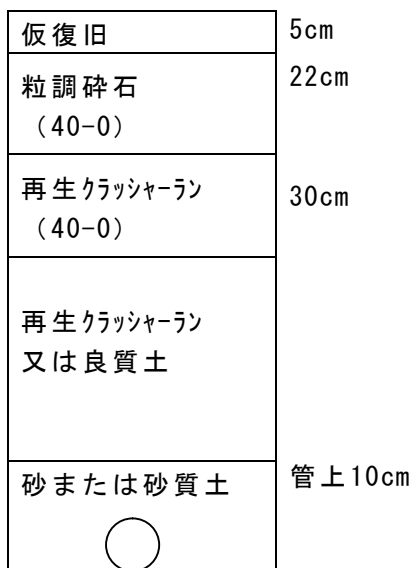 仮復旧 5cm
粒調砕石 22cm
（40-0）
再生ｸﾗｯｼｬｰﾗﾝ 30cm
（40-0）
再生ｸﾗｯｼｬｰﾗﾝ
又は良質土
砂または砂質土 管上10cm